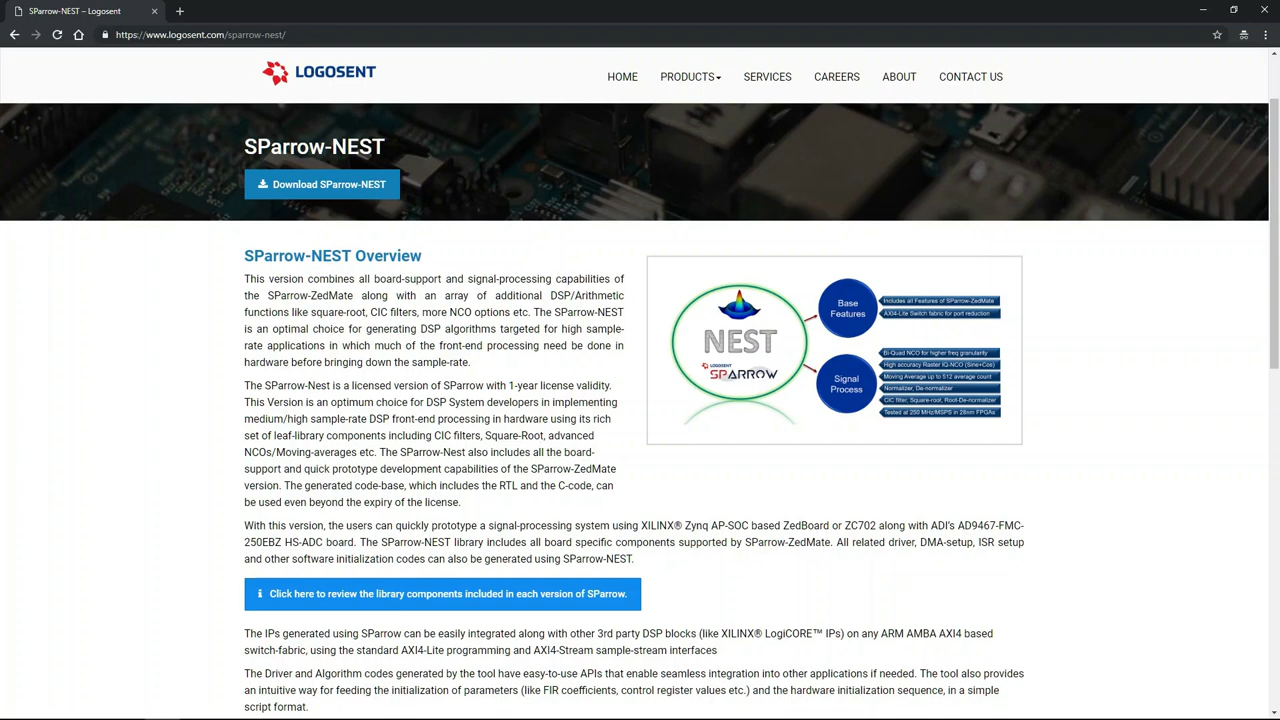 SParrow-NEST – Logosent
https://www.logosent.com/sparrow-nest/
LOGOSENT
HOME PRODUCTS SERVICES CAREERS ABOUT CONTACT US
SParrow-NEST
Download SParrow-NEST
SParrow-NEST Overview
This version combines all board-support and signal-processing capabilities of
the SParrow-ZedMate along with an array of additional DSP/Arithmetic
functions like square-root, CIC filters, more NCO options etc. The SParrow-NEST
is an optimal choice for generating DSP algorithms targeted for high sample-
rate applications in which much of the front-end processing need be done in
hardware before bringing down the sample-rate.
The SParrow-Nest is a licensed version of SParrow with 1-year license validity.
This Version is an optimum choice for DSP System developers in implementing
high sample-rate DSP front-end processing in hardware using its rich
set of leaf-library components including CIC filters, Square-Root, advanced
NCOs/Moving-averages etc. The SParrow-Nest also includes all the board-
support and quick prototype development capabilities of the SParrow-ZedMate
version. The generated code-base, which includes the RTL and the C-code, can
be used even beyond the expiry of the license.
NEST
LOGOSENT
SPARROW
Base
Features
Includes all Features of SParrow-ZedMate
AXI4-Lite Switch fabric for port reduction
Signal
Process
Bi-Quad NCO for higher freq granularity
High accuracy Raster IQ-NCO (Sine+Cos)
Moving Average up to 512 average count
Normalizer, De-normalizer
CIC filter, Square-root, Root-De-normalizer
Tested at 250 MHz/MSPS in 28nm FPGAs
With this version, the users can quickly prototype a signal-processing system using XILINX® Zynq AP-SOC based ZedBoard or ZC702 along with ADI's AD9467-FMC-
250EBZ HS-ADC board. The SParrow-NEST library includes all board specific components supported by SParrow-ZedMate. All related driver, DMA-setup, ISR setup
and other software initialization codes can also be generated using SParrow-NEST.
Click here to review the library components included in each version of SParrow.
The IPs generated using SParrow can be easily integrated along with other 3rd party DSP blocks (like XILINX® LogiCORE™ IPs) on any ARM AMBA AXI4 based
switch-fabric, using the standard AXI4-Lite programming and AXI4-Stream sample-stream interfaces
The Driver and Algorithm codes generated by the tool have easy-to-use APIs that enable seamless integration into other applications if needed. The tool also provides
an intuitive way for feeding the initialization of parameters (like FIR coefficients, control register values etc.) and the hardware initialization sequence, in a simple
script format.